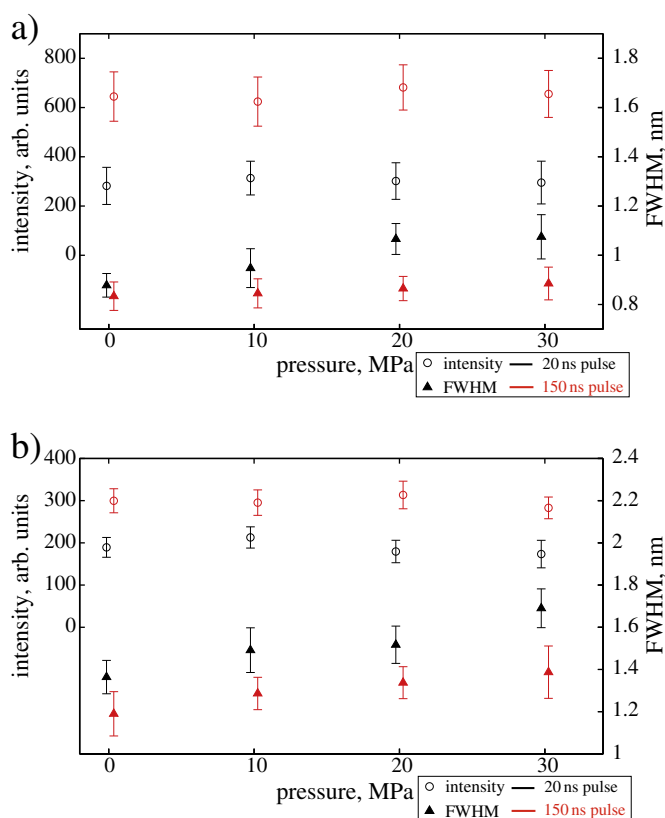 a)
1.8
800
1.6
600
1.4
400
1.2
200
1
0
0.8
0 10 20 30
intensity, arb. units
FWHM, nm
pressure, MPa
intensity 20 ns pulse
FWHM 150 ns pulse
b)
2.4
400
2.2
300
2
200
1.8
100
1.6
0
1.4
1.2
1
0 10 20 30
intensity, arb. units
FWHM, nm
pressure, MPa
intensity 20 ns pulse
FWHM 150 ns pulse